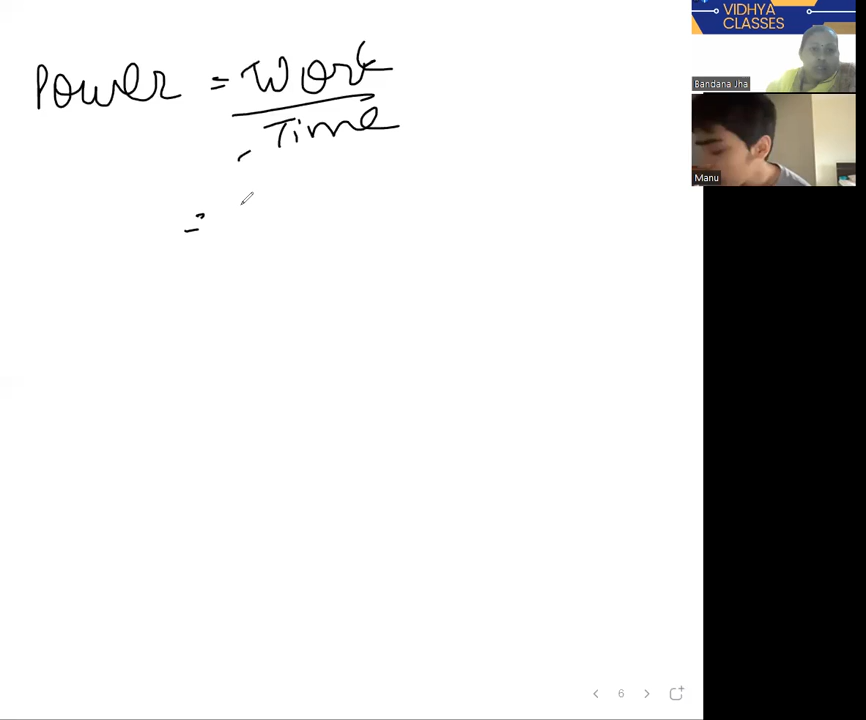 VIDHYA
CLASSES
Bandana Jha
Manu
Power = Work
Time
=
6